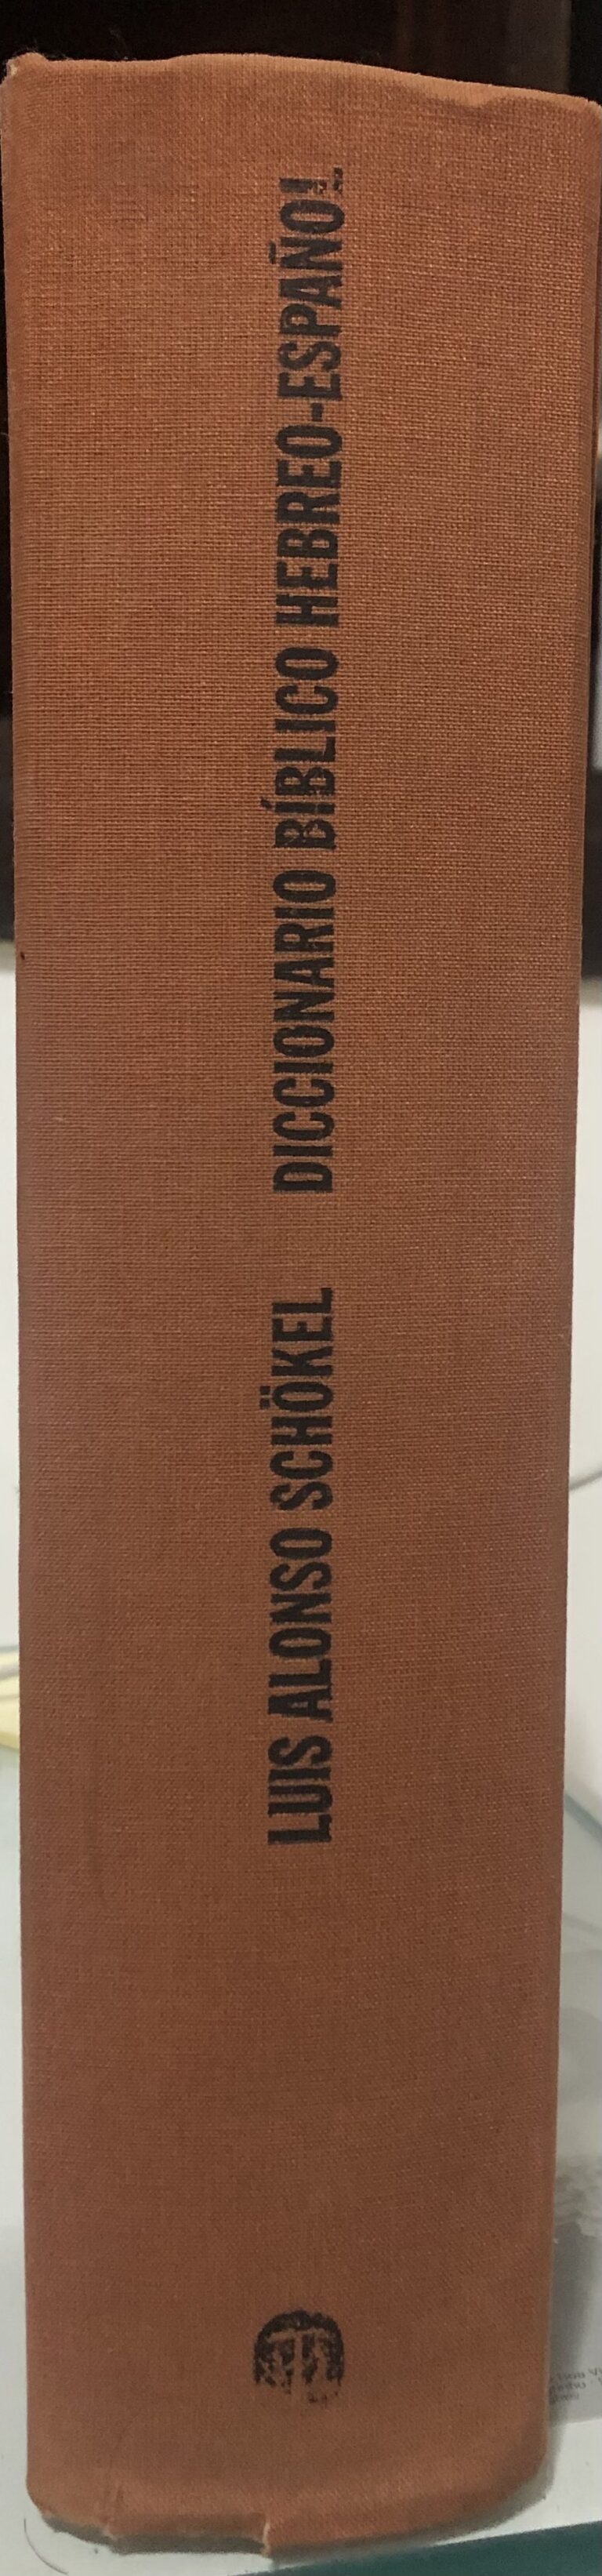 LUIS ALONSO SCHÖKEL DICCIONARIO BÍBLICO HEBREO-ESPAÑOL